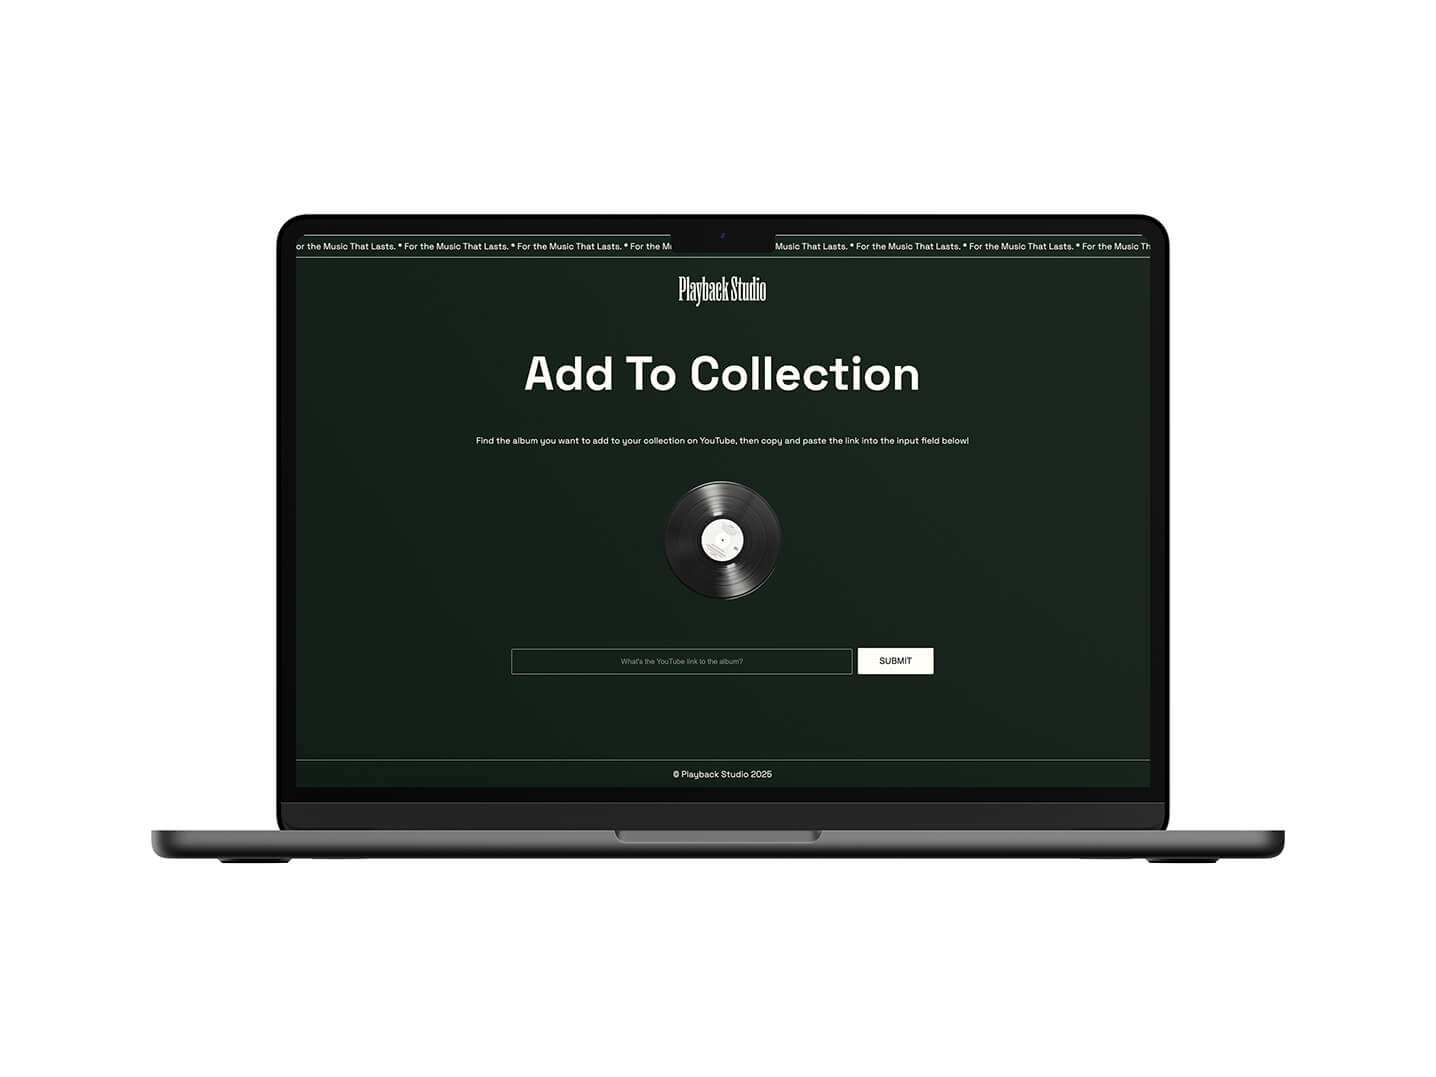 or the Music That Lasts. * For the Music That Lasts. * For the Music That Lasts. * For the M Music That Lasts. * For the Music That Lasts. * For the Music That Lasts. * For the Music Th
Playback Studio
Add To Collection
Find the album you want to add to your collection on YouTube, then copy and paste the link into the input field below!
What's the YouTube link to the album?
SUBMIT
© Playback Studio 2025